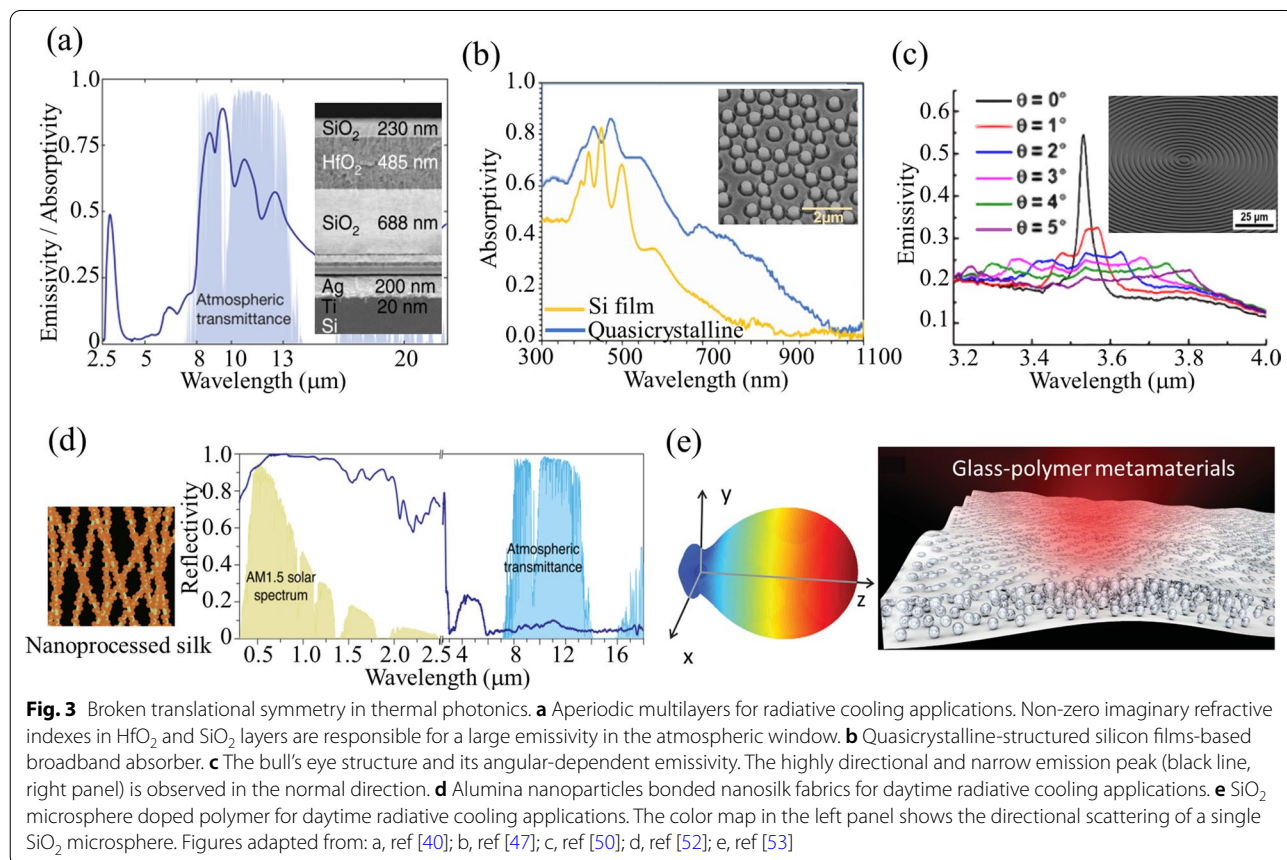 (a)
Emissivity / Absorptivity
1.0
0.75
0.5
0.25
0
2.5 5 8 10 13 20
Wavelength (μm)
Atmospheric
transmittance
SiO2 230 nm
HfO2 485 nm
SiO2 688 nm
Ag 200 nm
Ti 20 nm
Si
(b)
Absorptivity
1.0
0.8
0.6
0.4
0.2
0.0
300 500 700 900 1100
Wavelength (nm)
Si film
Quasicrystalline
2μm
(c)
Emissivity
0.6
0.5
0.4
0.3
0.2
0.1
3.2 3.4 3.6 3.8 4.0
Wavelength (μm)
θ = 0°
θ = 1°
θ = 2°
θ = 3°
θ = 4°
θ = 5°
25 μm
(d)
Nanoprocessed silk
Reflectivity
1.0
0.8
0.6
0.4
0.2
0
AM1.5 solar
spectrum
Atmospheric
transmittance
0.5 1.0 1.5 2.0 2.5 4 8 12 16
Wavelength (μm)
(e)
y
z
x
Glass-polymer metamaterials
Fig. 3 Broken translational symmetry in thermal photonics. a Aperiodic multilayers for radiative cooling applications. Non-zero imaginary refractive
indexes in HfO2 and SiO2 layers are responsible for a large emissivity in the atmospheric window. b Quasicrystalline-structured silicon films-based
broadband absorber. c The bull's eye structure and its angular-dependent emissivity. The highly directional and narrow emission peak (black line,
right panel) is observed in the normal direction. d Alumina nanoparticles bonded nanosilk fabrics for daytime radiative cooling applications. e SiO2
microsphere doped polymer for daytime radiative cooling applications. The color map in the left panel shows the directional scattering of a single
SiO2 microsphere. Figures adapted from: a, ref [40]; b, ref [47]; c, ref [50]; d, ref [52]; e, ref [53]